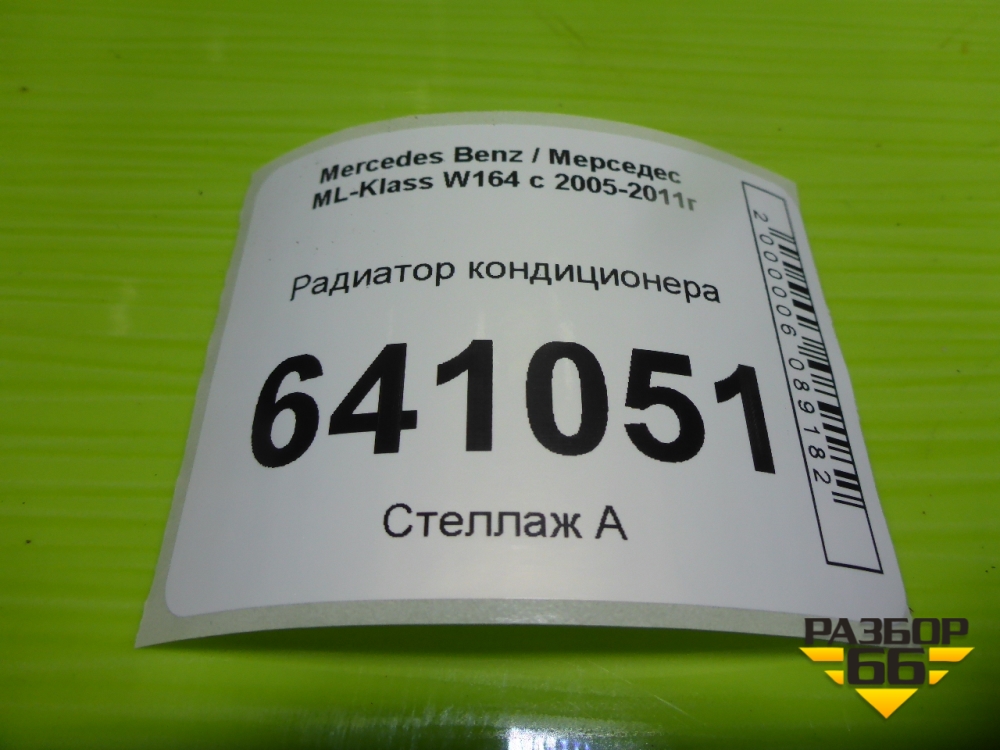 Mercedes Benz / Мерседес
ML-Klass W164 с 2005-2011г
Радиатор кондиционера
641051
Стеллаж А
2000006089182
РАЗБОР
66